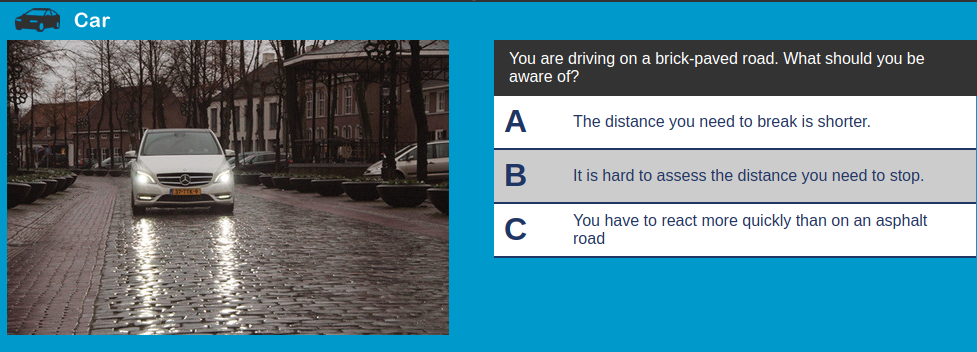 Car
You are driving on a brick-paved road. What should you be
aware of?
A
The distance you need to break is shorter.
B
It is hard to assess the distance you need to stop.
C
You have to react more quickly than on an asphalt
road